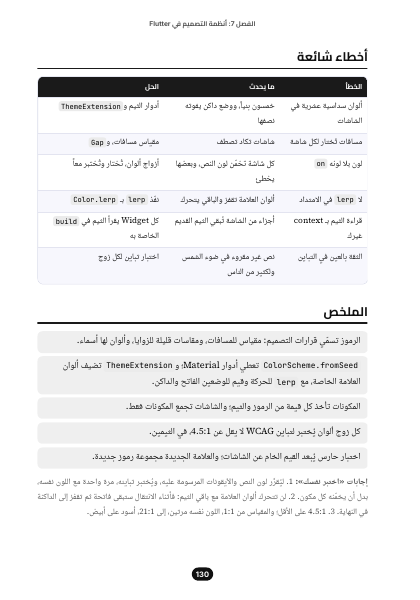 الفصل 7: أنظمة التصميم في Flutter
أخطاء شائعة
الخطأ ما يحدث الحل
ألوان سداسية عشرية في خمسون بنياً، ووضع داكن يفوته أدوار الثيم و ThemeExtension
الشاشات نصفها
مسافات تُختار لكل شاشة شاشات تكاد تصطف مقياس مسافات، و Gap
لون بلا لونه on كل شاشة تخمّن لون النص، وبعضها أزواج ألوان، تُختار وتُختبر معاً
يخطئ
لا lerp في الامتداد ألوان العلامة تقفز والباقي يتحرك نفّذ lerp بـ Color.lerp
قراءة الثيم بـ context أجزاء من الشاشة تُبقي الثيم القديم كل Widget يقرأ الثيم في build
غيرك الخاصة به
الثقة بالعين في التباين نص غير مقروء في ضوء الشمس اختبار تباين لكل زوج
ولكثير من الناس
الملخص
الرموز تسمّي قرارات التصميم: مقياس للمسافات، ومقاسات قليلة للزوايا، وألوان لها أسماء.
ColorScheme.fromSeed تعطي أدوار Material؛ و ThemeExtension تضيف ألوان
العلامة الخاصة، مع lerp للحركة وقيم للوضعين الفاتح والداكن.
المكونات تأخذ كل قيمة من الرموز والثيم؛ والشاشات تجمع المكونات فقط.
كل زوج ألوان يُختبر لتباين WCAG لا يقل عن 4.5:1، في الثيمين.
اختبار حارس يُبعد القيم الخام عن الشاشات؛ والعلامة الجديدة مجموعة رموز جديدة.
إجابات «اختبر نفسك»: 1. ليُقرَّر لون النص والأيقونات المرسومة عليه، ويُختبر تباينه، مرة واحدة مع اللون نفسه،
بدل أن يخمّنه كل مكون. 2. لن تتحرك ألوان العلامة مع باقي الثيم: فأثناء الانتقال ستبقى فاتحة ثم تقفز إلى الداكنة
في النهاية. 3. 4.5:1 على الأقل؛ والمقياس من 1:1، اللون نفسه مرتين، إلى 21:1، أسود على أبيض.
130